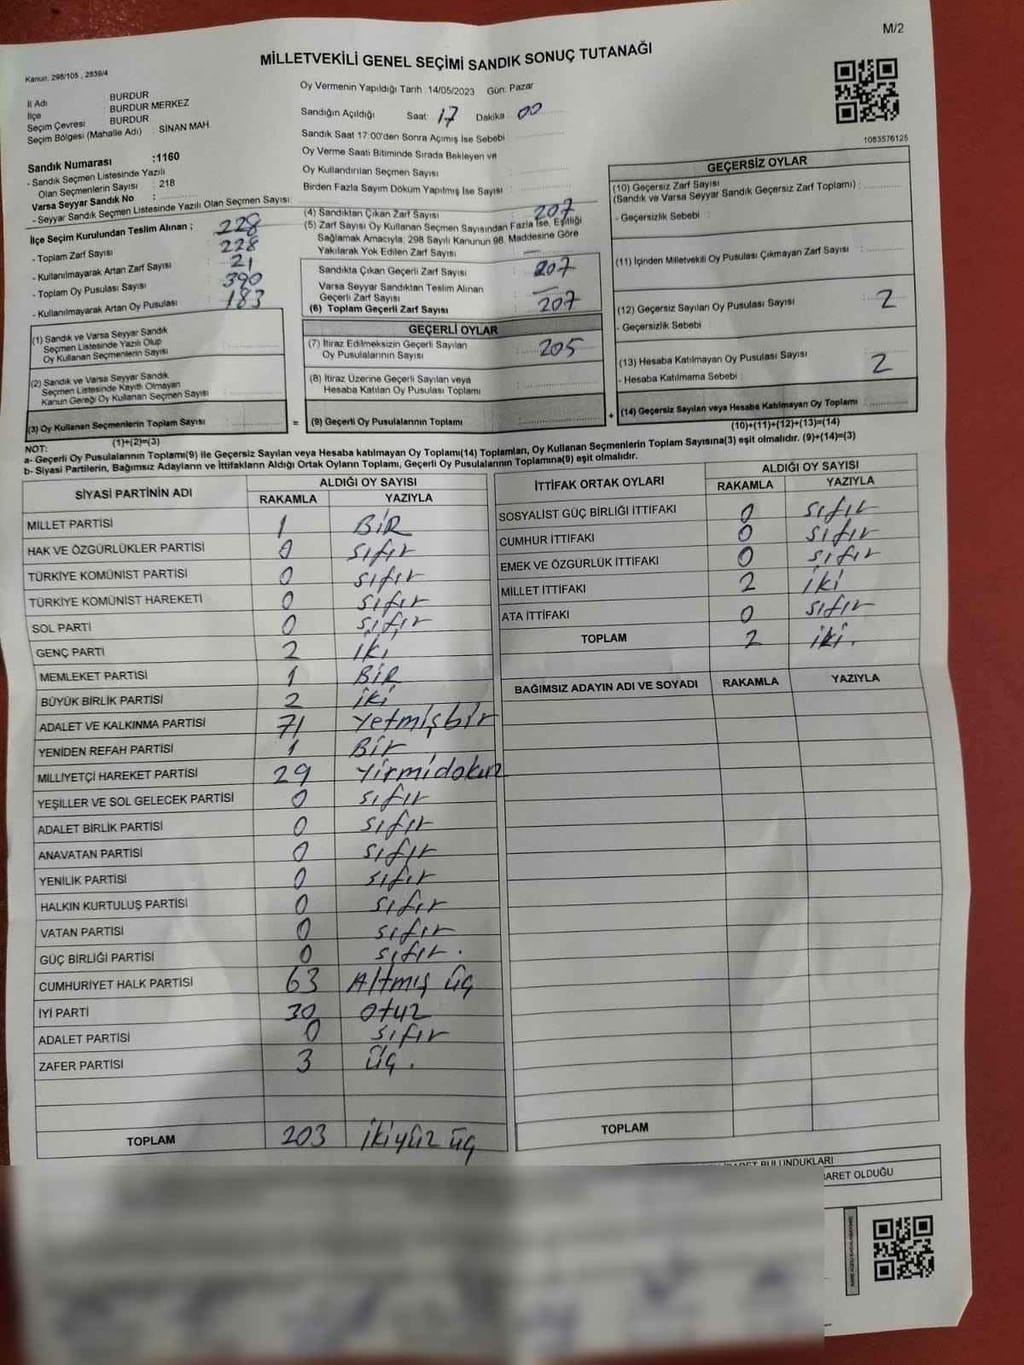 M/2
Kanun: 298/105 , 2839/4
MİLLETVEKİLİ GENEL SEÇİMİ SANDIK SONUÇ TUTANAĞI
1083576125
İl Adı BURDUR
İlçe BURDUR MERKEZ
Seçim Çevresi BURDUR
Seçim Bölgesi (Mahalle Adı) : SİNAN MAH
Oy Vermenin Yapıldığı Tarih :14/05/2023 Gün: Pazar
Sandığın Açıldığı Saat: 17 Dakika 00
Sandık Saat 17:00'den Sonra Açımış İse Sebebi
Oy Verme Saati Bitiminde Sırada Bekleyen ve
Oy Kullandırılan Seçmen Sayısı
Birden Fazla Sayım Döküm Yapılmış İse Sayısı
Sandık Numarası :1160
- Sandık Seçmen Listesinde Yazılı
Olan Seçmenlerin Sayısı : 218
Varsa Seyyar Sandık No :
- Seyyar Sandık Seçmen Listesinde Yazılı Olan Seçmen Sayısı:
İlçe Seçim Kurulundan Teslim Alınan ; 228
- Toplam Zarf Sayısı 228
- Kullanılmayarak Artan Zarf Sayısı 21
- Toplam Oy Pusulası Sayısı 390
- Kullanılmayarak Artan Oy Pusulası 183
(1) Sandık ve Varsa Seyyar Sandık
Seçmen Listesinde Yazılı Olup
Oy Kullanan Seçmenlerin Sayısı
(2) Sandık ve Varsa Seyyar Sandık
Seçmen Listesinde Kayıtlı Olmayan
Kanun Gereği Oy Kullanan Seçmen Sayısı
(3) Oy Kullanan Seçmenlerin Toplam Sayısı
(1)+(2)=(3)
(4) Sandıktan Çıkan Zarf Sayısı 207
(5) Zarf Sayısı Oy Kullanan Seçmen Sayısından Fazla İse, Eşitliği
Sağlamak Amacıyla; 298 Sayılı Kanunun 98. Maddesine Göre
Yakılarak Yok Edilen Zarf Sayısı —
Sandıkta Çıkan Geçerli Zarf Sayısı 207
Varsa Seyyar Sandıktan Teslim Alınan
Geçerli Zarf Sayısı : —
(6) Toplam Geçerli Zarf Sayısı 207
GEÇERLİ OYLAR
(7) İtiraz Edilmeksizin Geçerli Sayılan
Oy Pusulalarının Sayısı : 205
(8) İtiraz Üzerine Geçerli Sayılan veya
Hesaba Katılan Oy Pusulası Toplamı
= (9) Geçerli Oy Pusulalarının Toplamı
GEÇERSİZ OYLAR
(10) Geçersiz Zarf Sayısı
(Sandık ve Varsa Seyyar Sandık Geçersiz Zarf Toplamı) :
- Geçersizlik Sebebi :
(11) İçinden Milletvekili Oy Pusulası Çıkmayan Zarf Sayısı
(12) Geçersiz Sayılan Oy Pusulası Sayısı 2
- Geçersizlik Sebebi
(13) Hesaba Katılmayan Oy Pusulası Sayısı 2
- Hesaba Katılmama Sebebi :
+ (14) Geçersiz Sayılan veya Hesaba Katılmayan Oy Toplamı
(10)+(11)+(12)+(13)=(14)
NOT:
a- Geçerli Oy Pusulalarının Toplamı(9) ile Geçersiz Sayılan veya Hesaba katılmayan Oy Toplamı(14) Toplamları, Oy Kullanan Seçmenlerin Toplam Sayısına(3) eşit olmalıdır. (9)+(14)=(3)
b- Siyasi Partilerin, Bağımsız Adayların ve İttifakların Aldığı Ortak Oyların Toplamı, Geçerli Oy Pusulalarının Toplamına(9) eşit olmalıdır.
SİYASİ PARTİNİN ADI ALDIĞI OY SAYISI
RAKAMLA YAZIYLA
MİLLET PARTİSİ 1 BİR
HAK VE ÖZGÜRLÜKLER PARTİSİ 0 sıfır
TÜRKİYE KOMÜNİST PARTİSİ 0 sıfır
TÜRKİYE KOMÜNİST HAREKETİ 0 sıfır
SOL PARTİ 0 sıfır
GENÇ PARTİ 2 iki
MEMLEKET PARTİSİ 1 BİR
BÜYÜK BİRLİK PARTİSİ 2 iki
ADALET VE KALKINMA PARTİSİ 71 Yetmişbir
YENİDEN REFAH PARTİSİ 1 Bir
MİLLİYETÇİ HAREKET PARTİSİ 29 Yirmidokuz
YEŞİLLER VE SOL GELECEK PARTİSİ 0 sıfır
ADALET BİRLİK PARTİSİ 0 sıfır
ANAVATAN PARTİSİ 0 sıfır
YENİLİK PARTİSİ 0 sıfır
HALKIN KURTULUŞ PARTİSİ 0 sıfır
VATAN PARTİSİ 0 sıfır
GÜÇ BİRLİĞİ PARTİSİ 0 sıfır.
CUMHURİYET HALK PARTİSİ 63 Altmış üç
İYİ PARTİ 30 otuz
ADALET PARTİSİ 0 sıfır
ZAFER PARTİSİ 3 üç.
TOPLAM 203 ikiyüz üç
İTTİFAK ORTAK OYLARI ALDIĞI OY SAYISI
RAKAMLA YAZIYLA
SOSYALİST GÜÇ BİRLİĞİ İTTİFAKI 0 sıfır
CUMHUR İTTİFAKI 0 sıfır
EMEK VE ÖZGÜRLÜK İTTİFAKI 0 sıfır
MİLLET İTTİFAKI 2 iki
ATA İTTİFAKI 0 sıfır
TOPLAM 2 iki.
BAĞIMSIZ ADAYIN ADI VE SOYADI RAKAMLA YAZIYLA
TOPLAM
BULUNDUKLARI
OLDUĞU